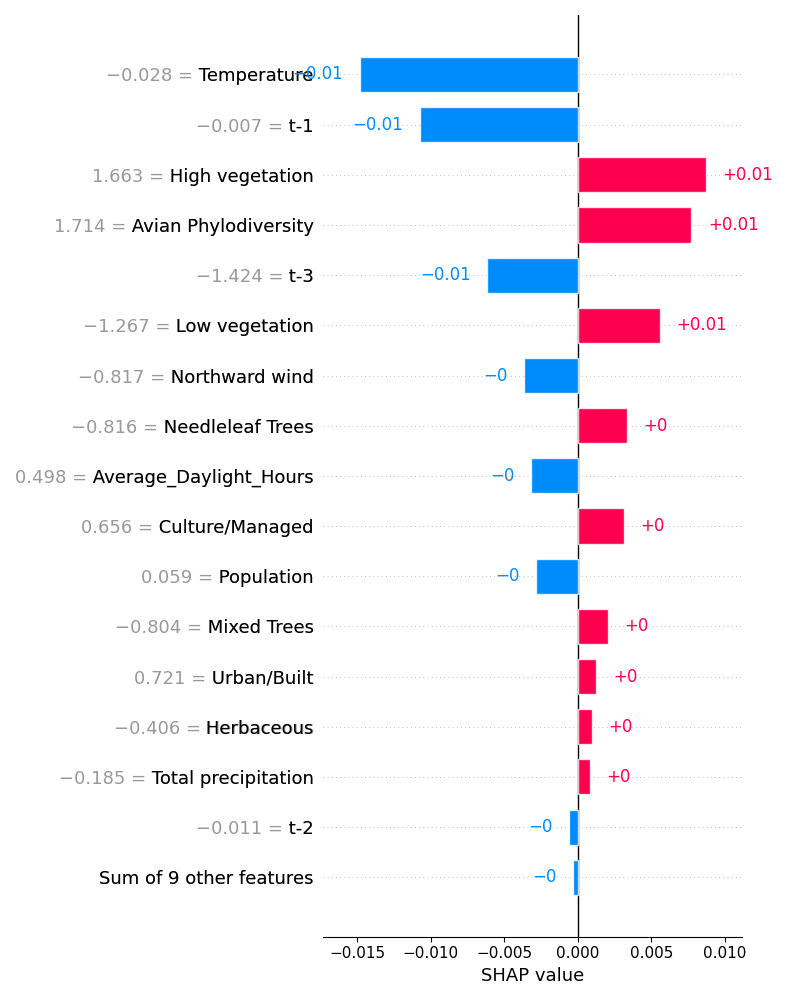 −0.028 = Temperature −0.01
−0.007 = t-1 −0.01
1.663 = High vegetation +0.01
1.714 = Avian Phylodiversity +0.01
−1.424 = t-3 −0.01
−1.267 = Low vegetation +0.01
−0.817 = Northward wind −0
−0.816 = Needleleaf Trees +0
0.498 = Average_Daylight_Hours −0
0.656 = Culture/Managed +0
0.059 = Population −0
−0.804 = Mixed Trees +0
0.721 = Urban/Built +0
−0.406 = Herbaceous +0
−0.185 = Total precipitation +0
−0.011 = t-2 −0
Sum of 9 other features −0
−0.015 −0.010 −0.005 0.000 0.005 0.010
SHAP value